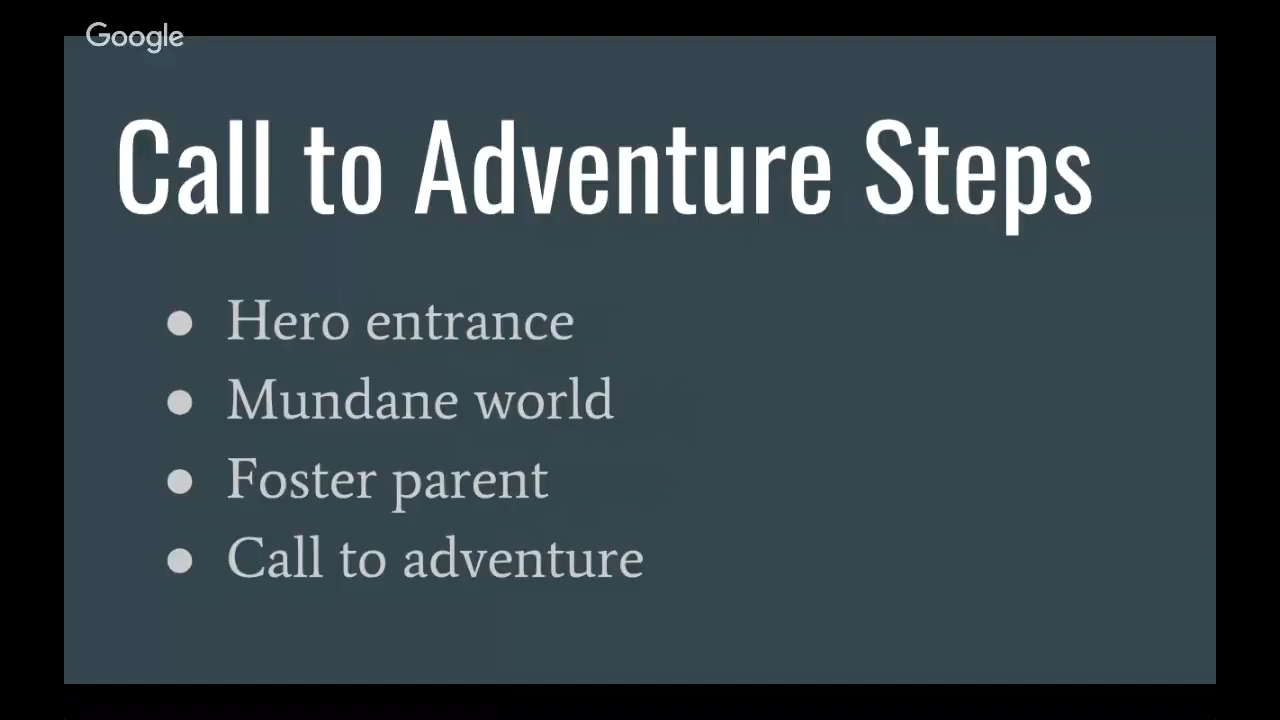 Google
Call to Adventure Steps
● Hero entrance
● Mundane world
● Foster parent
● Call to adventure